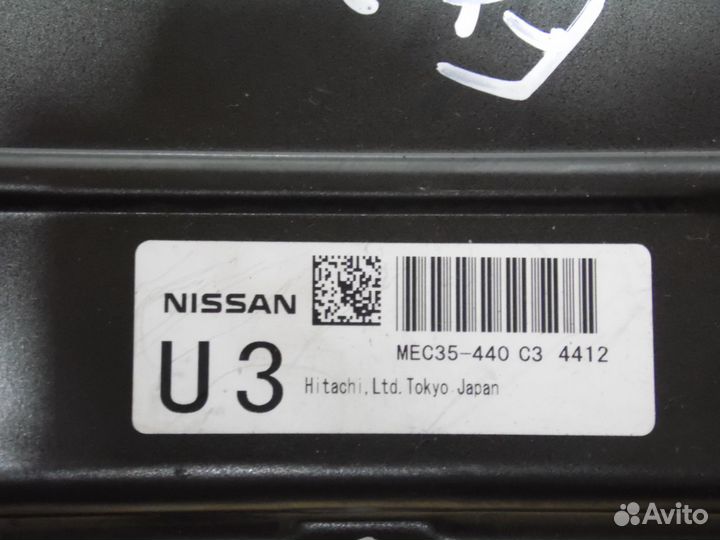 NISSAN
MEC35-440 C3 4412
U3
Hitachi,Ltd.Tokyo Japan
Avito